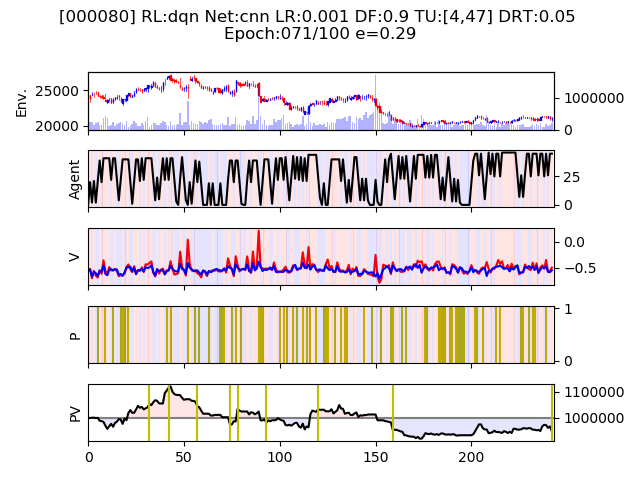 [000080] RL:dqn Net:cnn LR:0.001 DF:0.9 TU:[4,47] DRT:0.05
Epoch:071/100 e=0.29
Env.
25000
20000
1000000
0
Agent
25
0
V
0.0
−0.5
P
1
0
PV
1100000
1000000
0 50 100 150 200